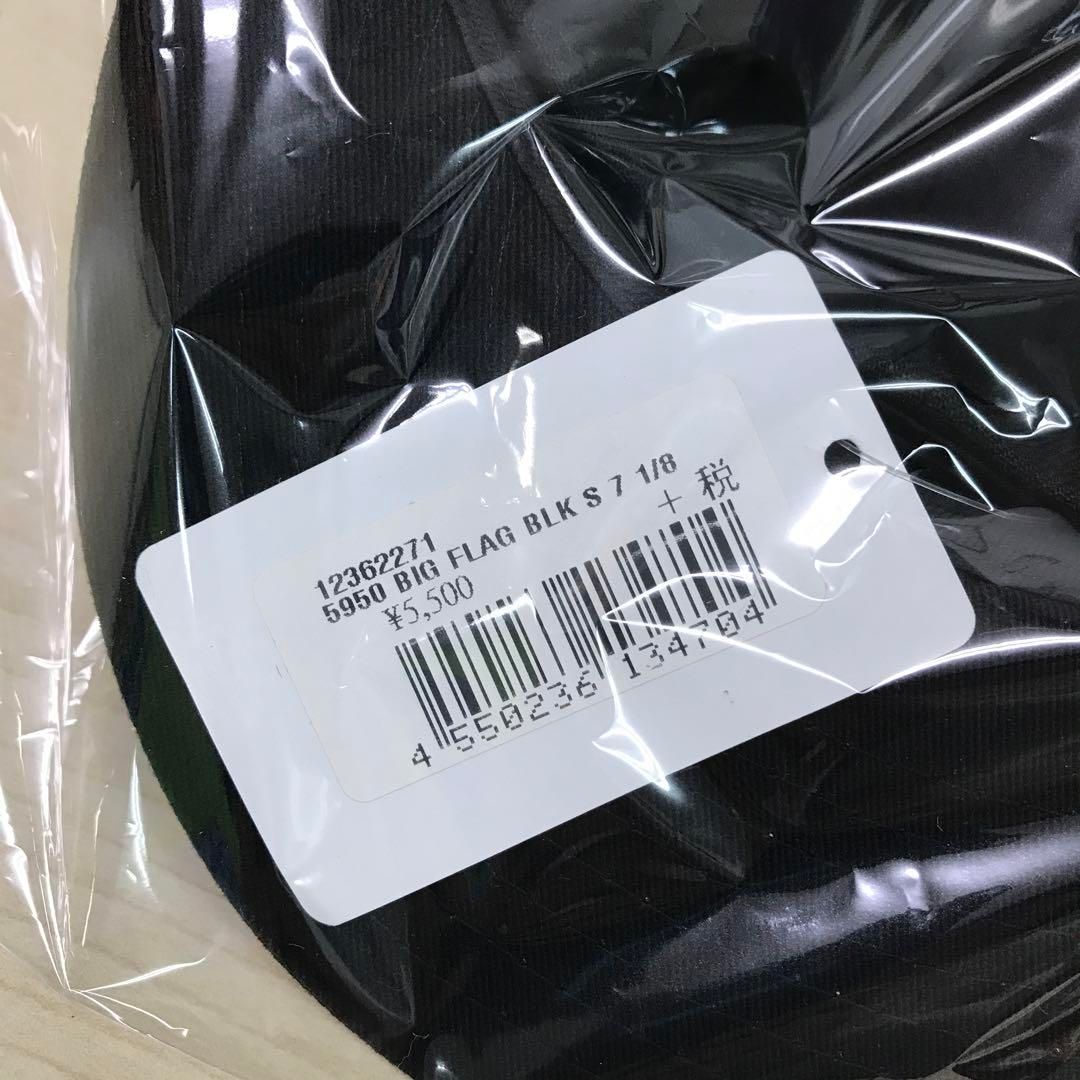 12362271
5950 BIG FLAG BLK S 7 1/8
¥5,500 + 税
4 550236 134704